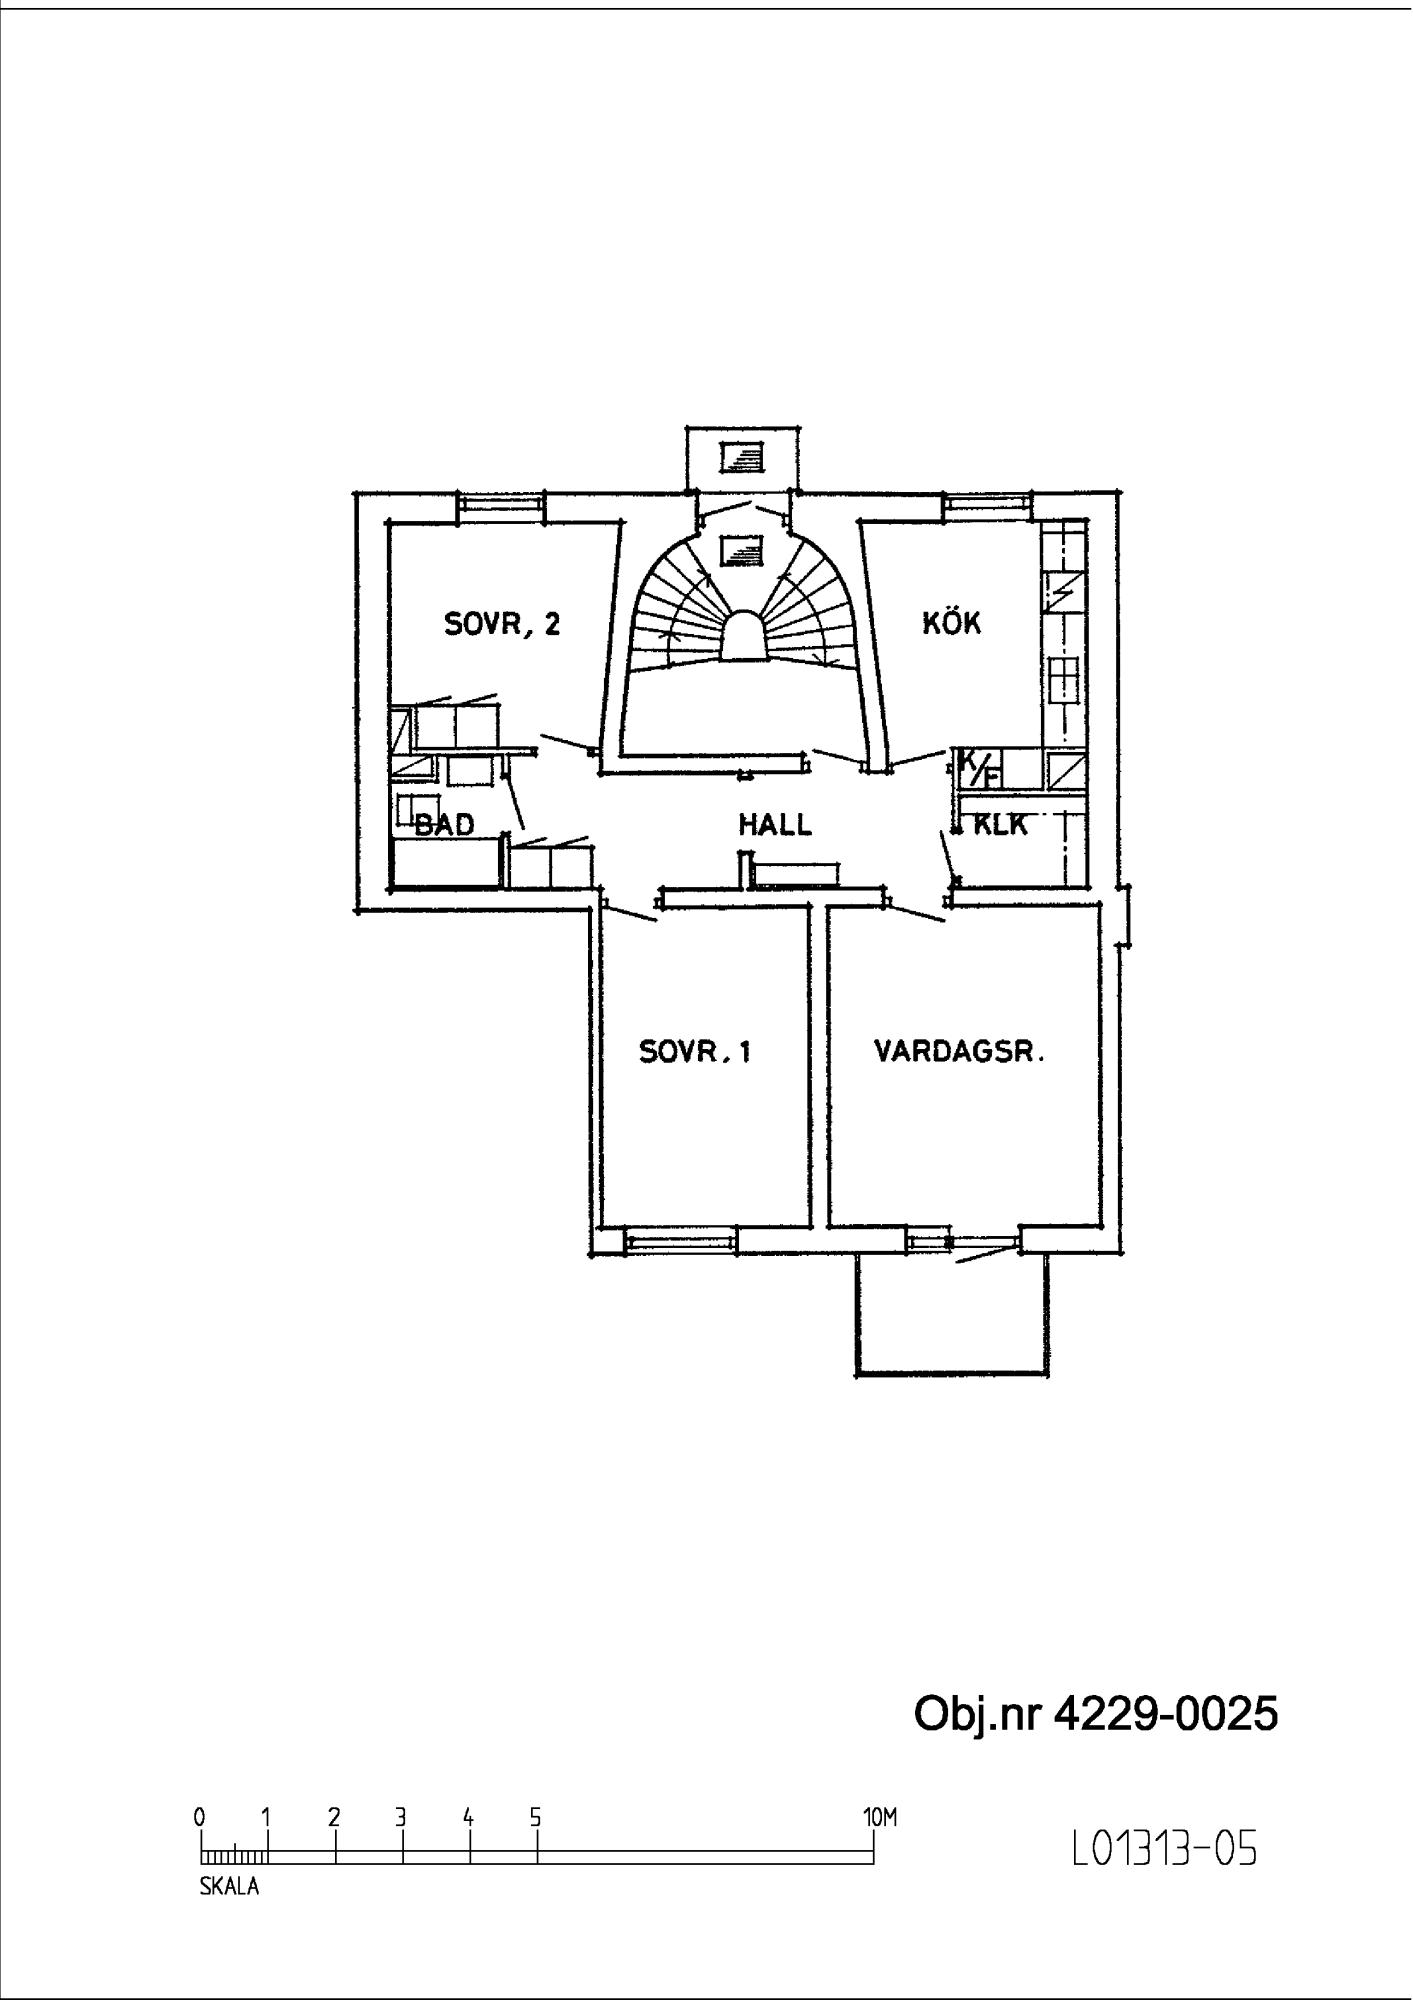 SOVR, 2
KÖK
K/F
BAD
HALL
KLK
SOVR. 1
VARDAGSR.
Obj.nr 4229-0025
0 1 2 3 4 5 10M
SKALA
L01313-05